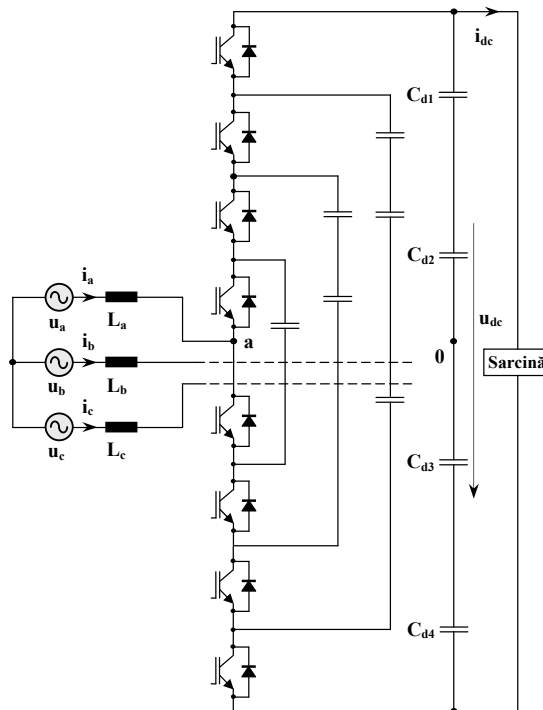 i_dc
C_d1
C_d2
i_a
u_a
L_a
a
u_dc
i_b
0
u_b
L_b
Sarcină
i_c
u_c
L_c
C_d3
C_d4